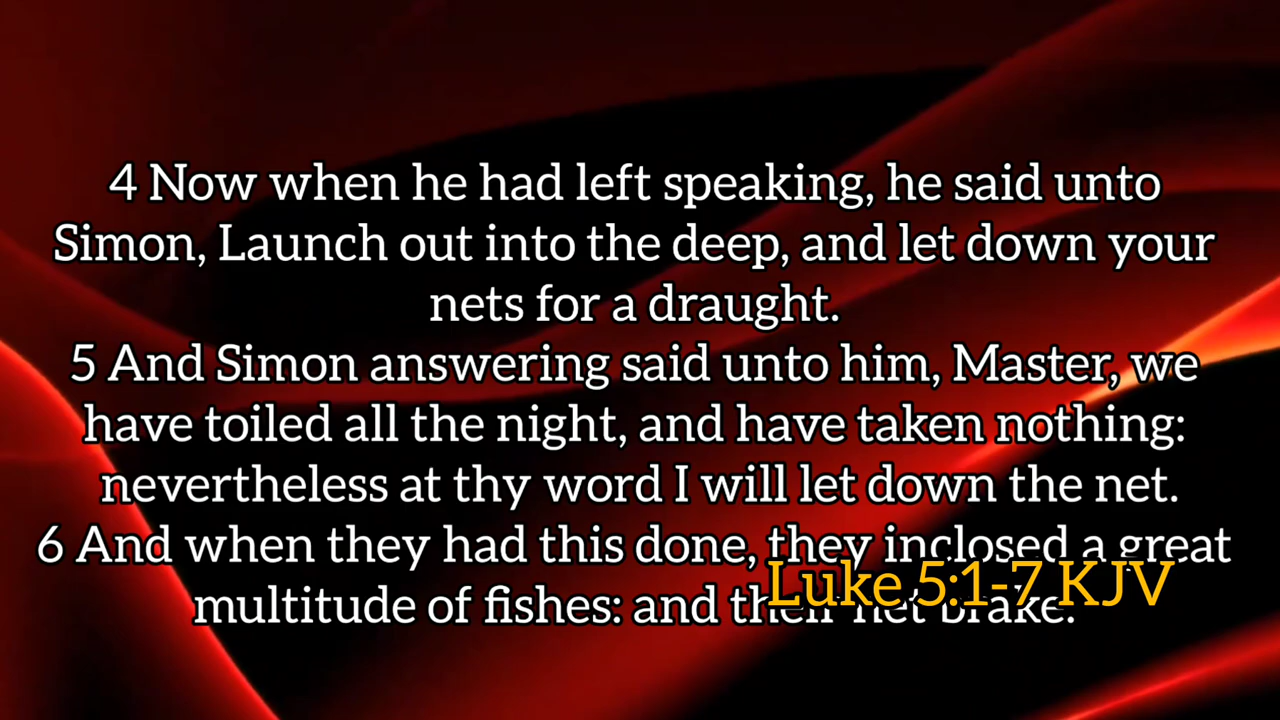 4 Now when he had left speaking, he said unto
Simon, Launch out into the deep, and let down your
nets for a draught.
5 And Simon answering said unto him, Master, we
have toiled all the night, and have taken nothing:
nevertheless at thy word I will let down the net.
6 And when they had this done, they inclosed a great
multitude of fishes: and their net brake.
Luke 5:1-7 KJV